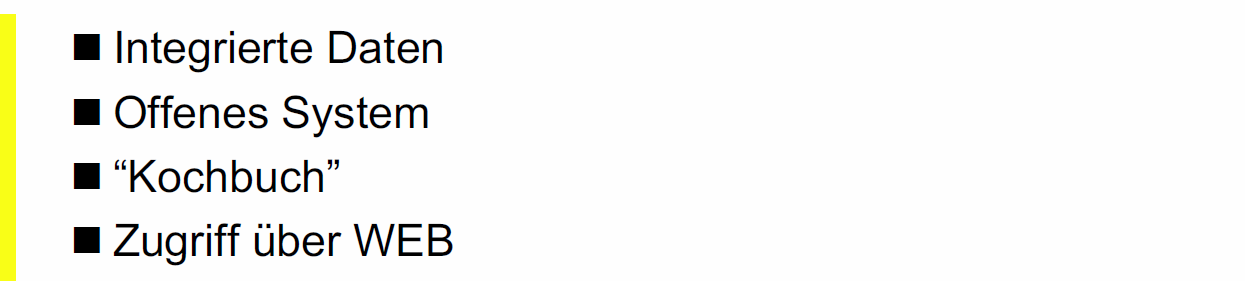 ■ Integrierte Daten
■ Offenes System
■ “Kochbuch”
■ Zugriff über WEB